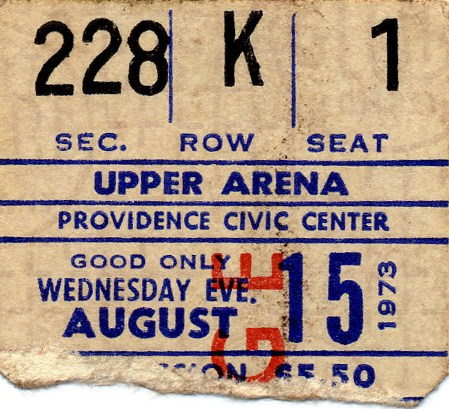 228 K 1
SEC. ROW SEAT
UPPER ARENA
PROVIDENCE CIVIC CENTER
GOOD ONLY
WEDNESDAY EVE.
AUGUST 15 1973
$5.50
GE